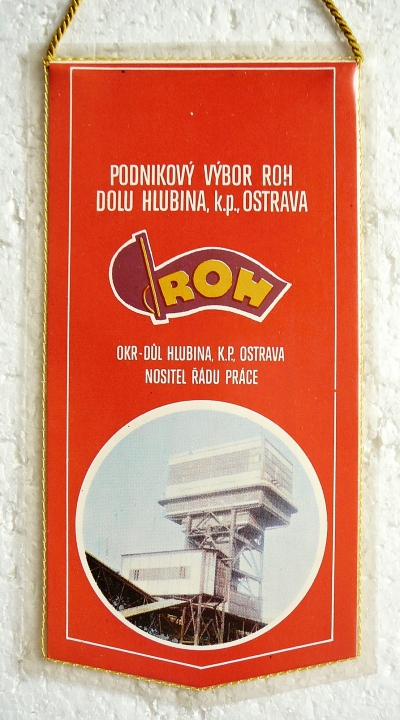 PODNIKOVÝ VÝBOR ROH
DOLU HLUBINA, k.p., OSTRAVA
ROH
OKR-DŮL HLUBINA, K.P., OSTRAVA
NOSITEL ŘÁDU PRÁCE